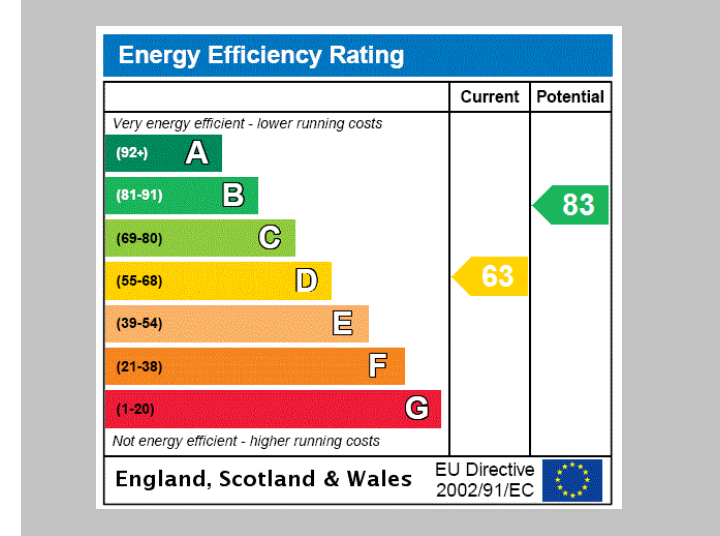 Energy Efficiency Rating
Current Potential
Very energy efficient - lower running costs
(92+) A
(81-91) B
83
(69-80) C
(55-68) D
63
(39-54) E
(21-38) F
(1-20) G
Not energy efficient - higher running costs
England, Scotland & Wales
EU Directive
2002/91/EC